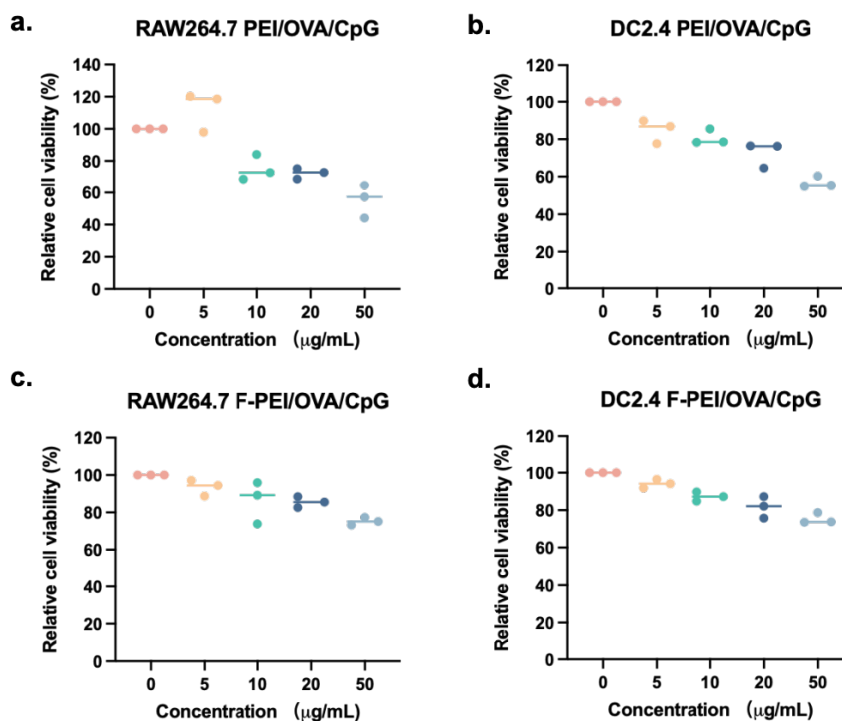 a.
RAW264.7 PEI/OVA/CpG
Relative cell viability (%)
140
120
100
80
60
40
20
0
0 5 10 20 50
Concentration （μg/mL)
b.
DC2.4 PEI/OVA/CpG
Relative cell viability (%)
120
100
80
60
40
20
0
0 5 10 20 50
Concentration （μg/mL)
c.
RAW264.7 F-PEI/OVA/CpG
Relative cell viability (%)
120
100
80
60
40
20
0
0 5 10 20 50
Concentration （μg/mL)
d.
DC2.4 F-PEI/OVA/CpG
Relative cell viability (%)
120
100
80
60
40
20
0
0 5 10 20 50
Concentration （μg/mL)